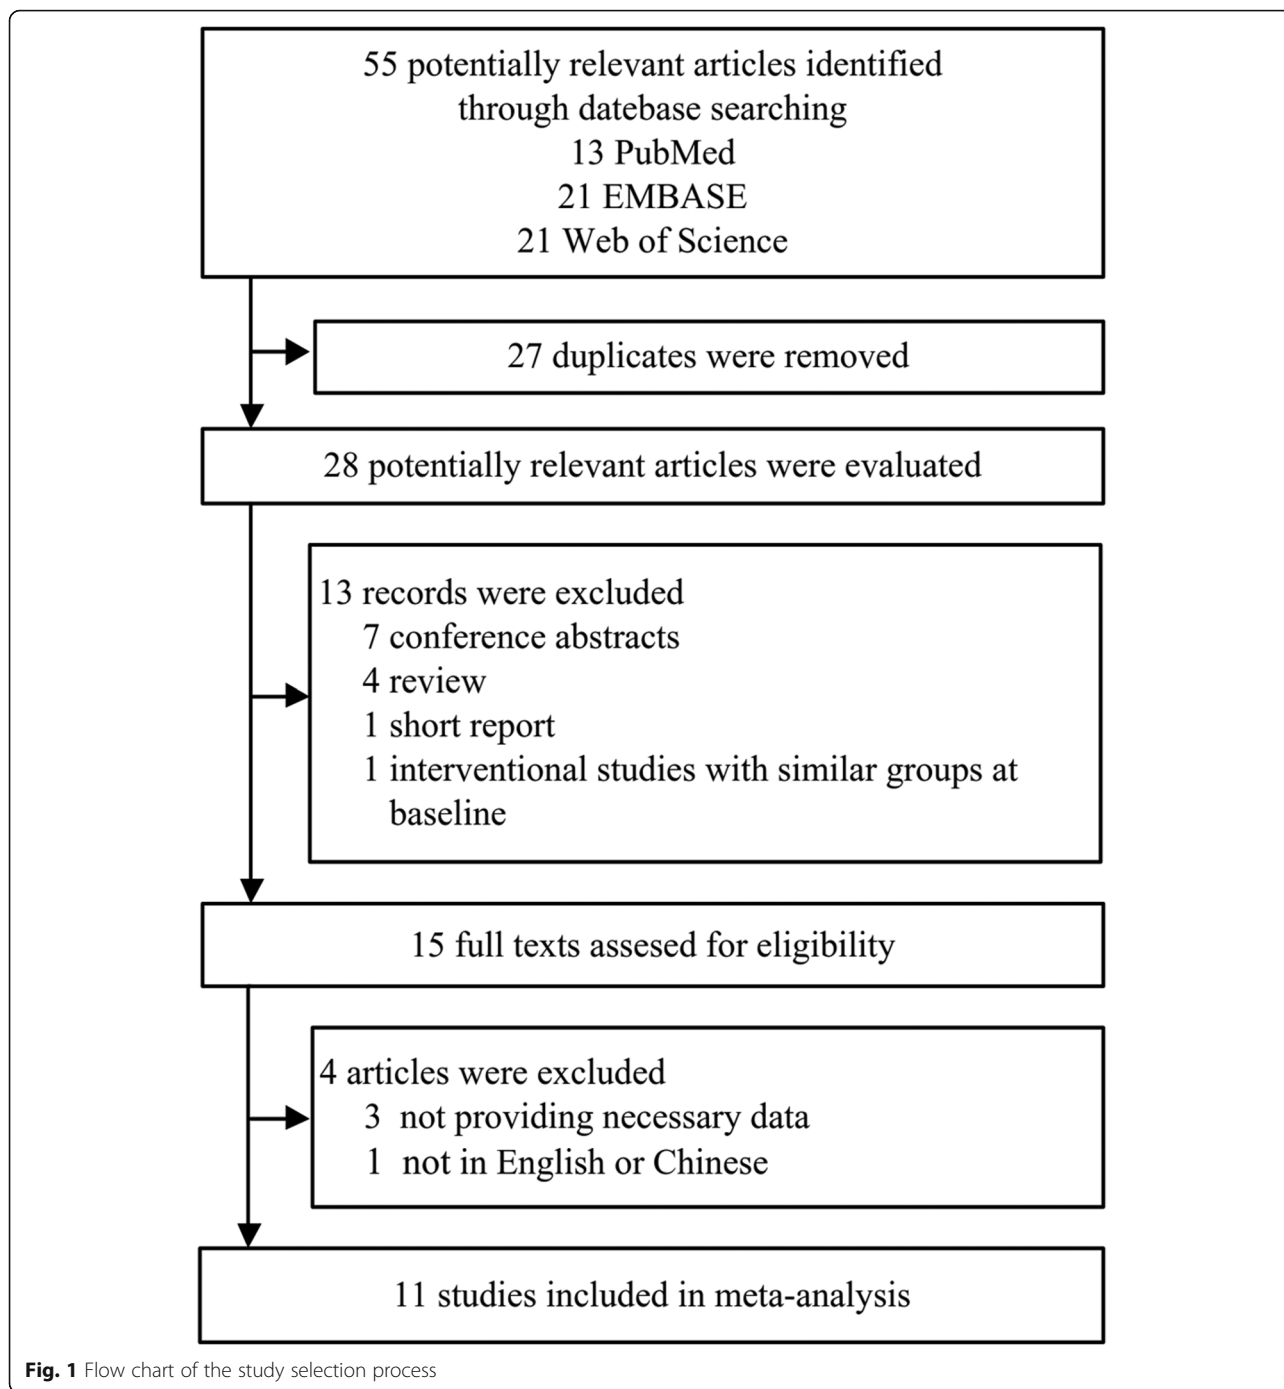 55 potentially relevant articles identified
through datebase searching
13 PubMed
21 EMBASE
21 Web of Science
27 duplicates were removed
28 potentially relevant articles were evaluated
13 records were excluded
7 conference abstracts
4 review
1 short report
1 interventional studies with similar groups at
baseline
15 full texts assesed for eligibility
4 articles were excluded
3 not providing necessary data
1 not in English or Chinese
11 studies included in meta-analysis
Fig. 1 Flow chart of the study selection process